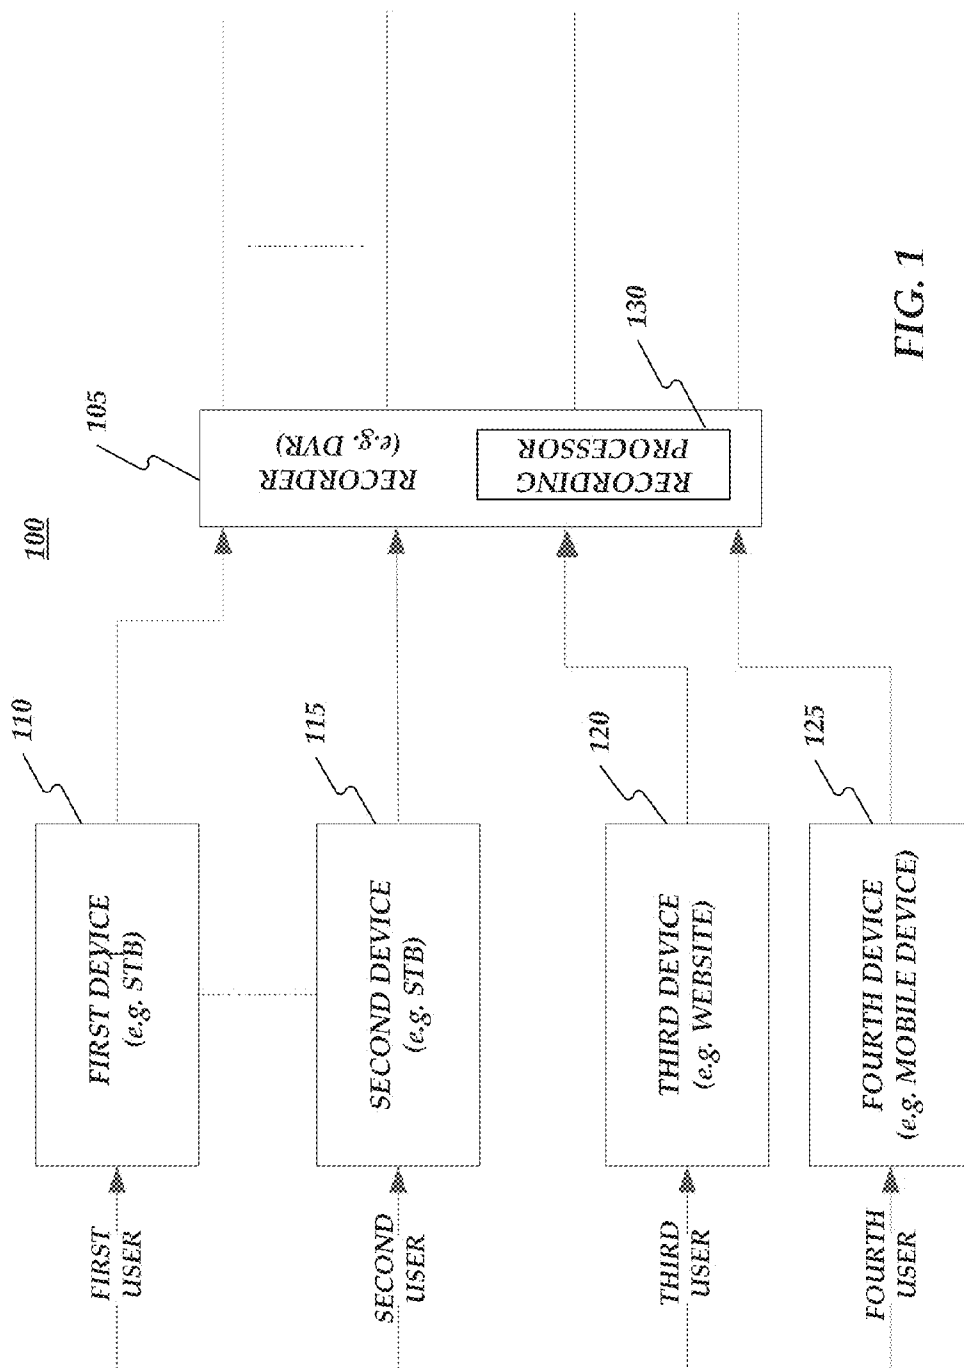 100
FIRST
USER
FIRST DEVICE
(e.g. STB)
110
SECOND
USER
SECOND DEVICE
(e.g. STB)
115
THIRD
USER
THIRD DEVICE
(e.g. WEBSITE)
120
FOURTH
USER
FOURTH DEVICE
(e.g. MOBILE DEVICE)
125
105
RECORDER
(e.g. DVR)
RECORDING
PROCESSOR
130
FIG. 1